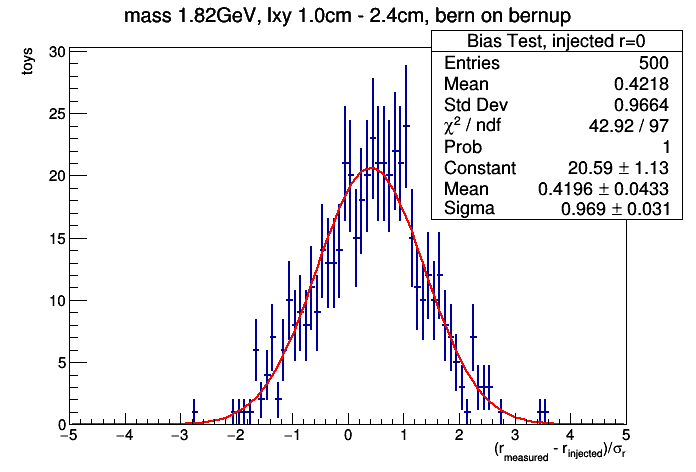 mass 1.82GeV, lxy 1.0cm - 2.4cm, bern on bernup
Bias Test, injected r=0
Entries 500
Mean 0.4218
Std Dev 0.9664
χ² / ndf 42.92 / 97
Prob 1
Constant 20.59 ± 1.13
Mean 0.4196 ± 0.0433
Sigma 0.969 ± 0.031
toys
30
25
20
15
10
5
0
−5 −4 −3 −2 −1 0 1 2 3 4 5
(r_measured - r_injected)/σ_r